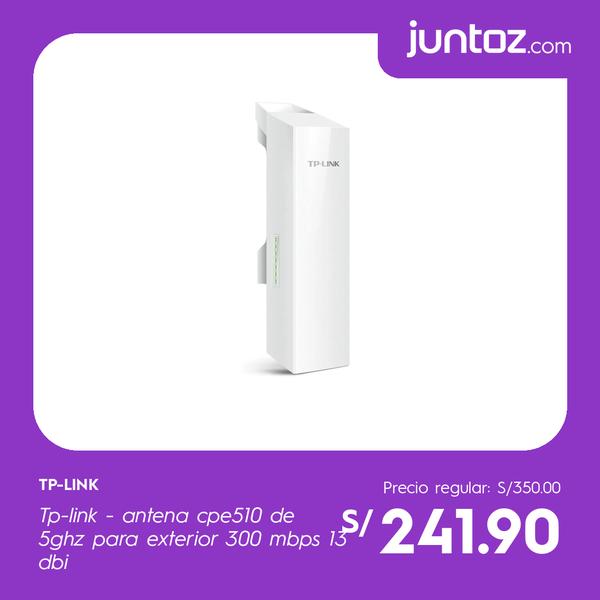 juntoz.com
TP-LINK
TP-LINK
Tp-link - antena cpe510 de
5ghz para exterior 300 mbps 13
dbi
Precio regular: S/350.00
S/241.90